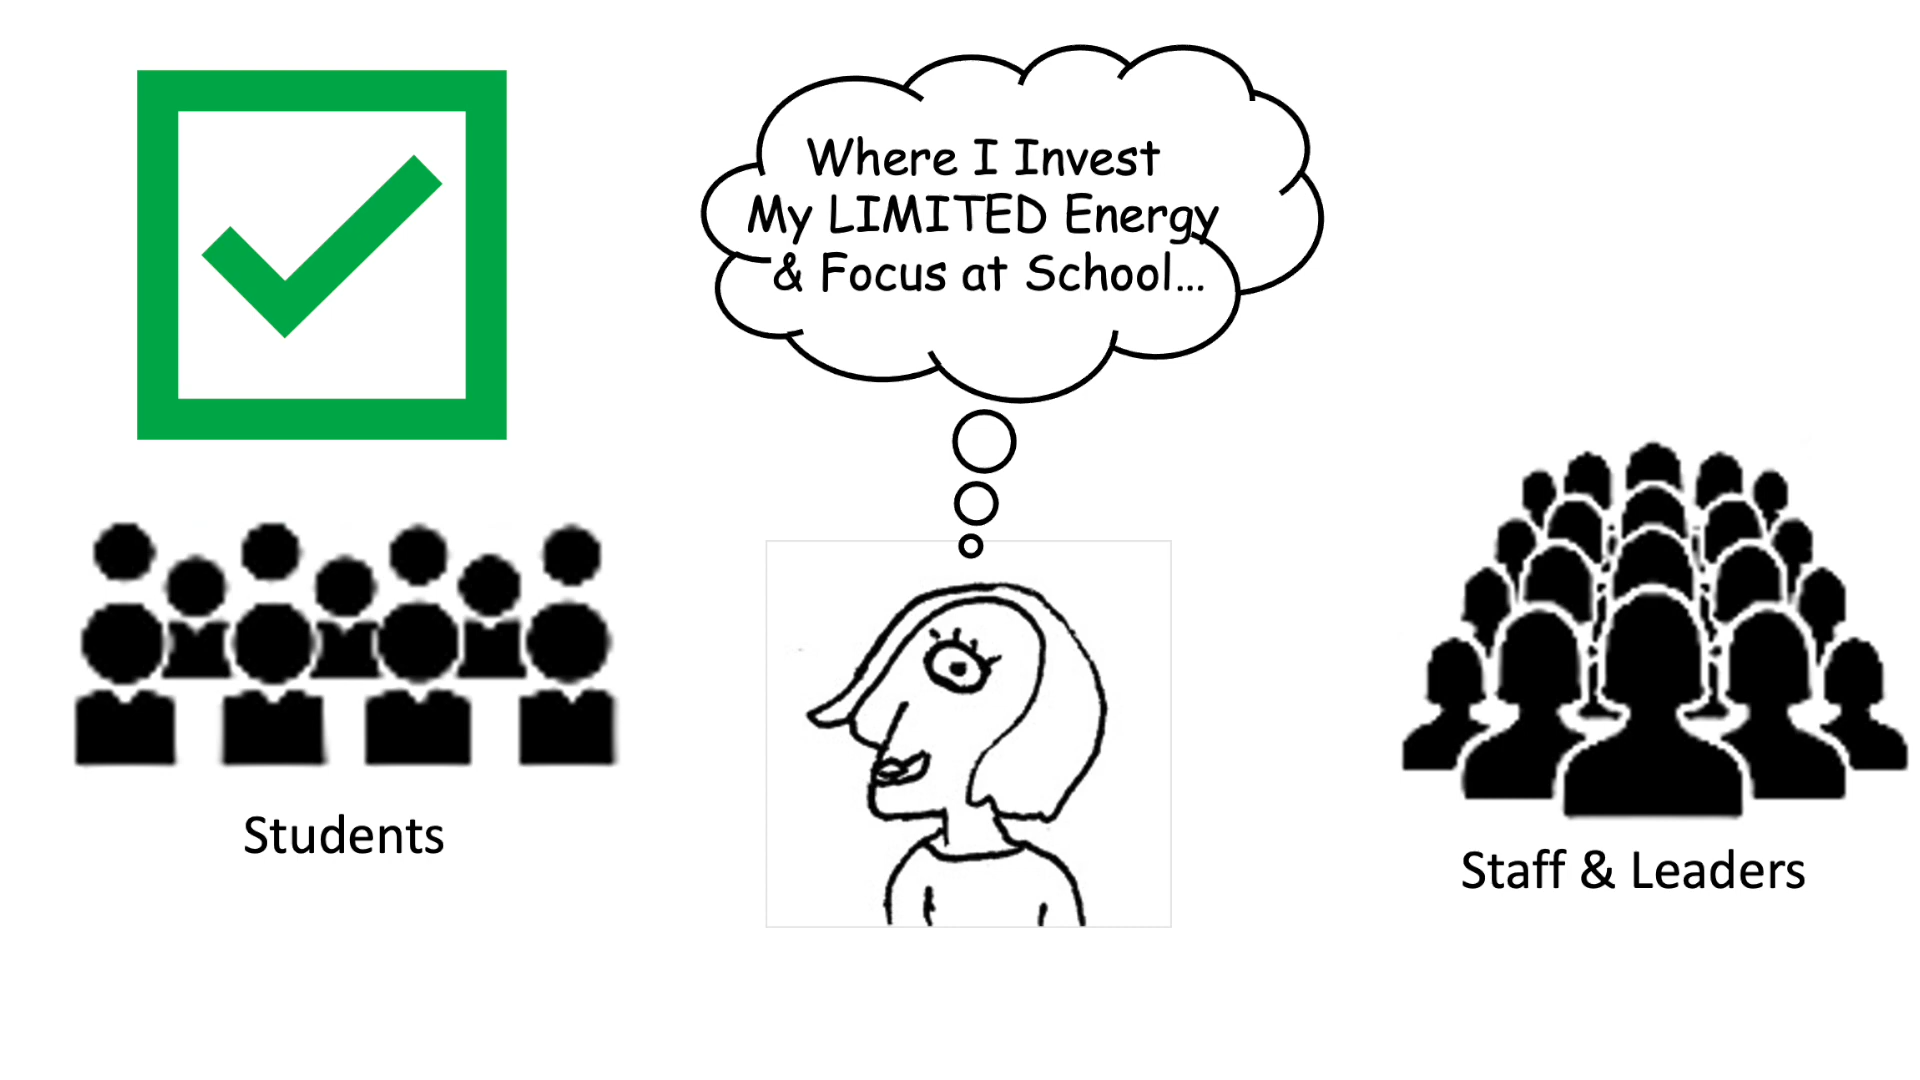 Where I Invest
My LIMITED Energy
& Focus at School...
Students
Staff & Leaders